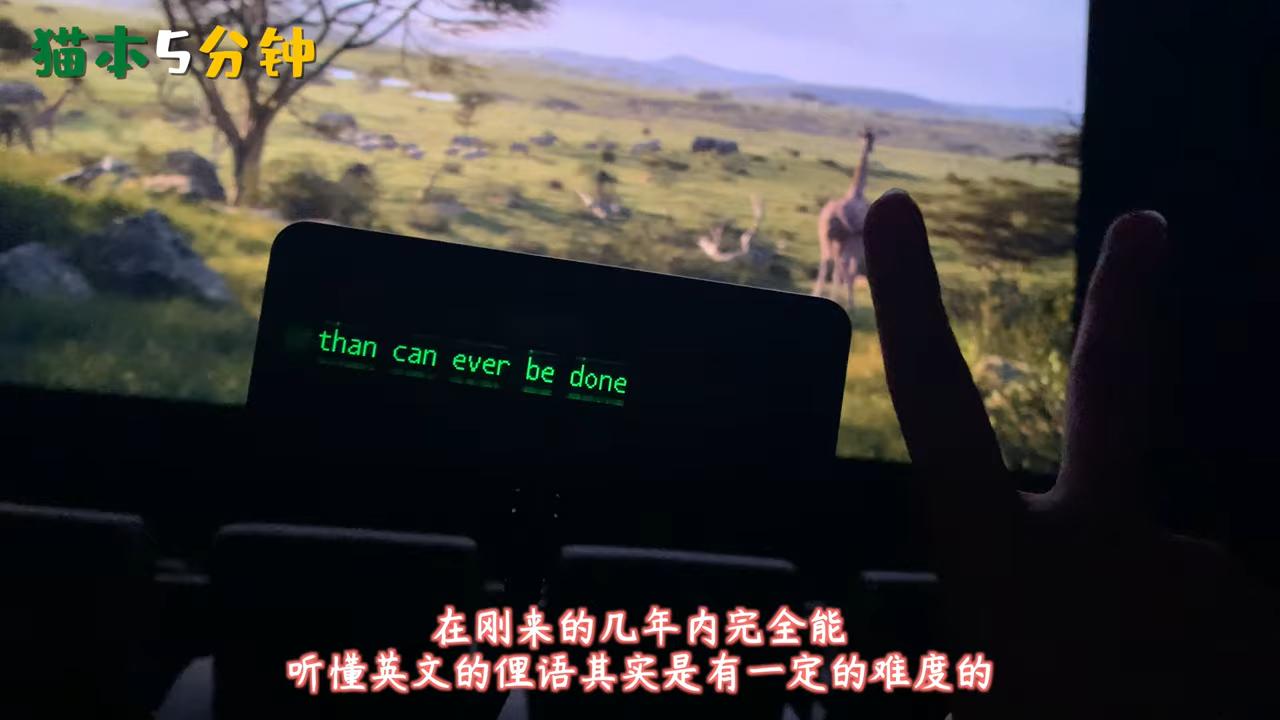 猫本5分钟
than can ever be done
在刚来的几年内完全能
听懂英文的俚语其实是有一定的难度的